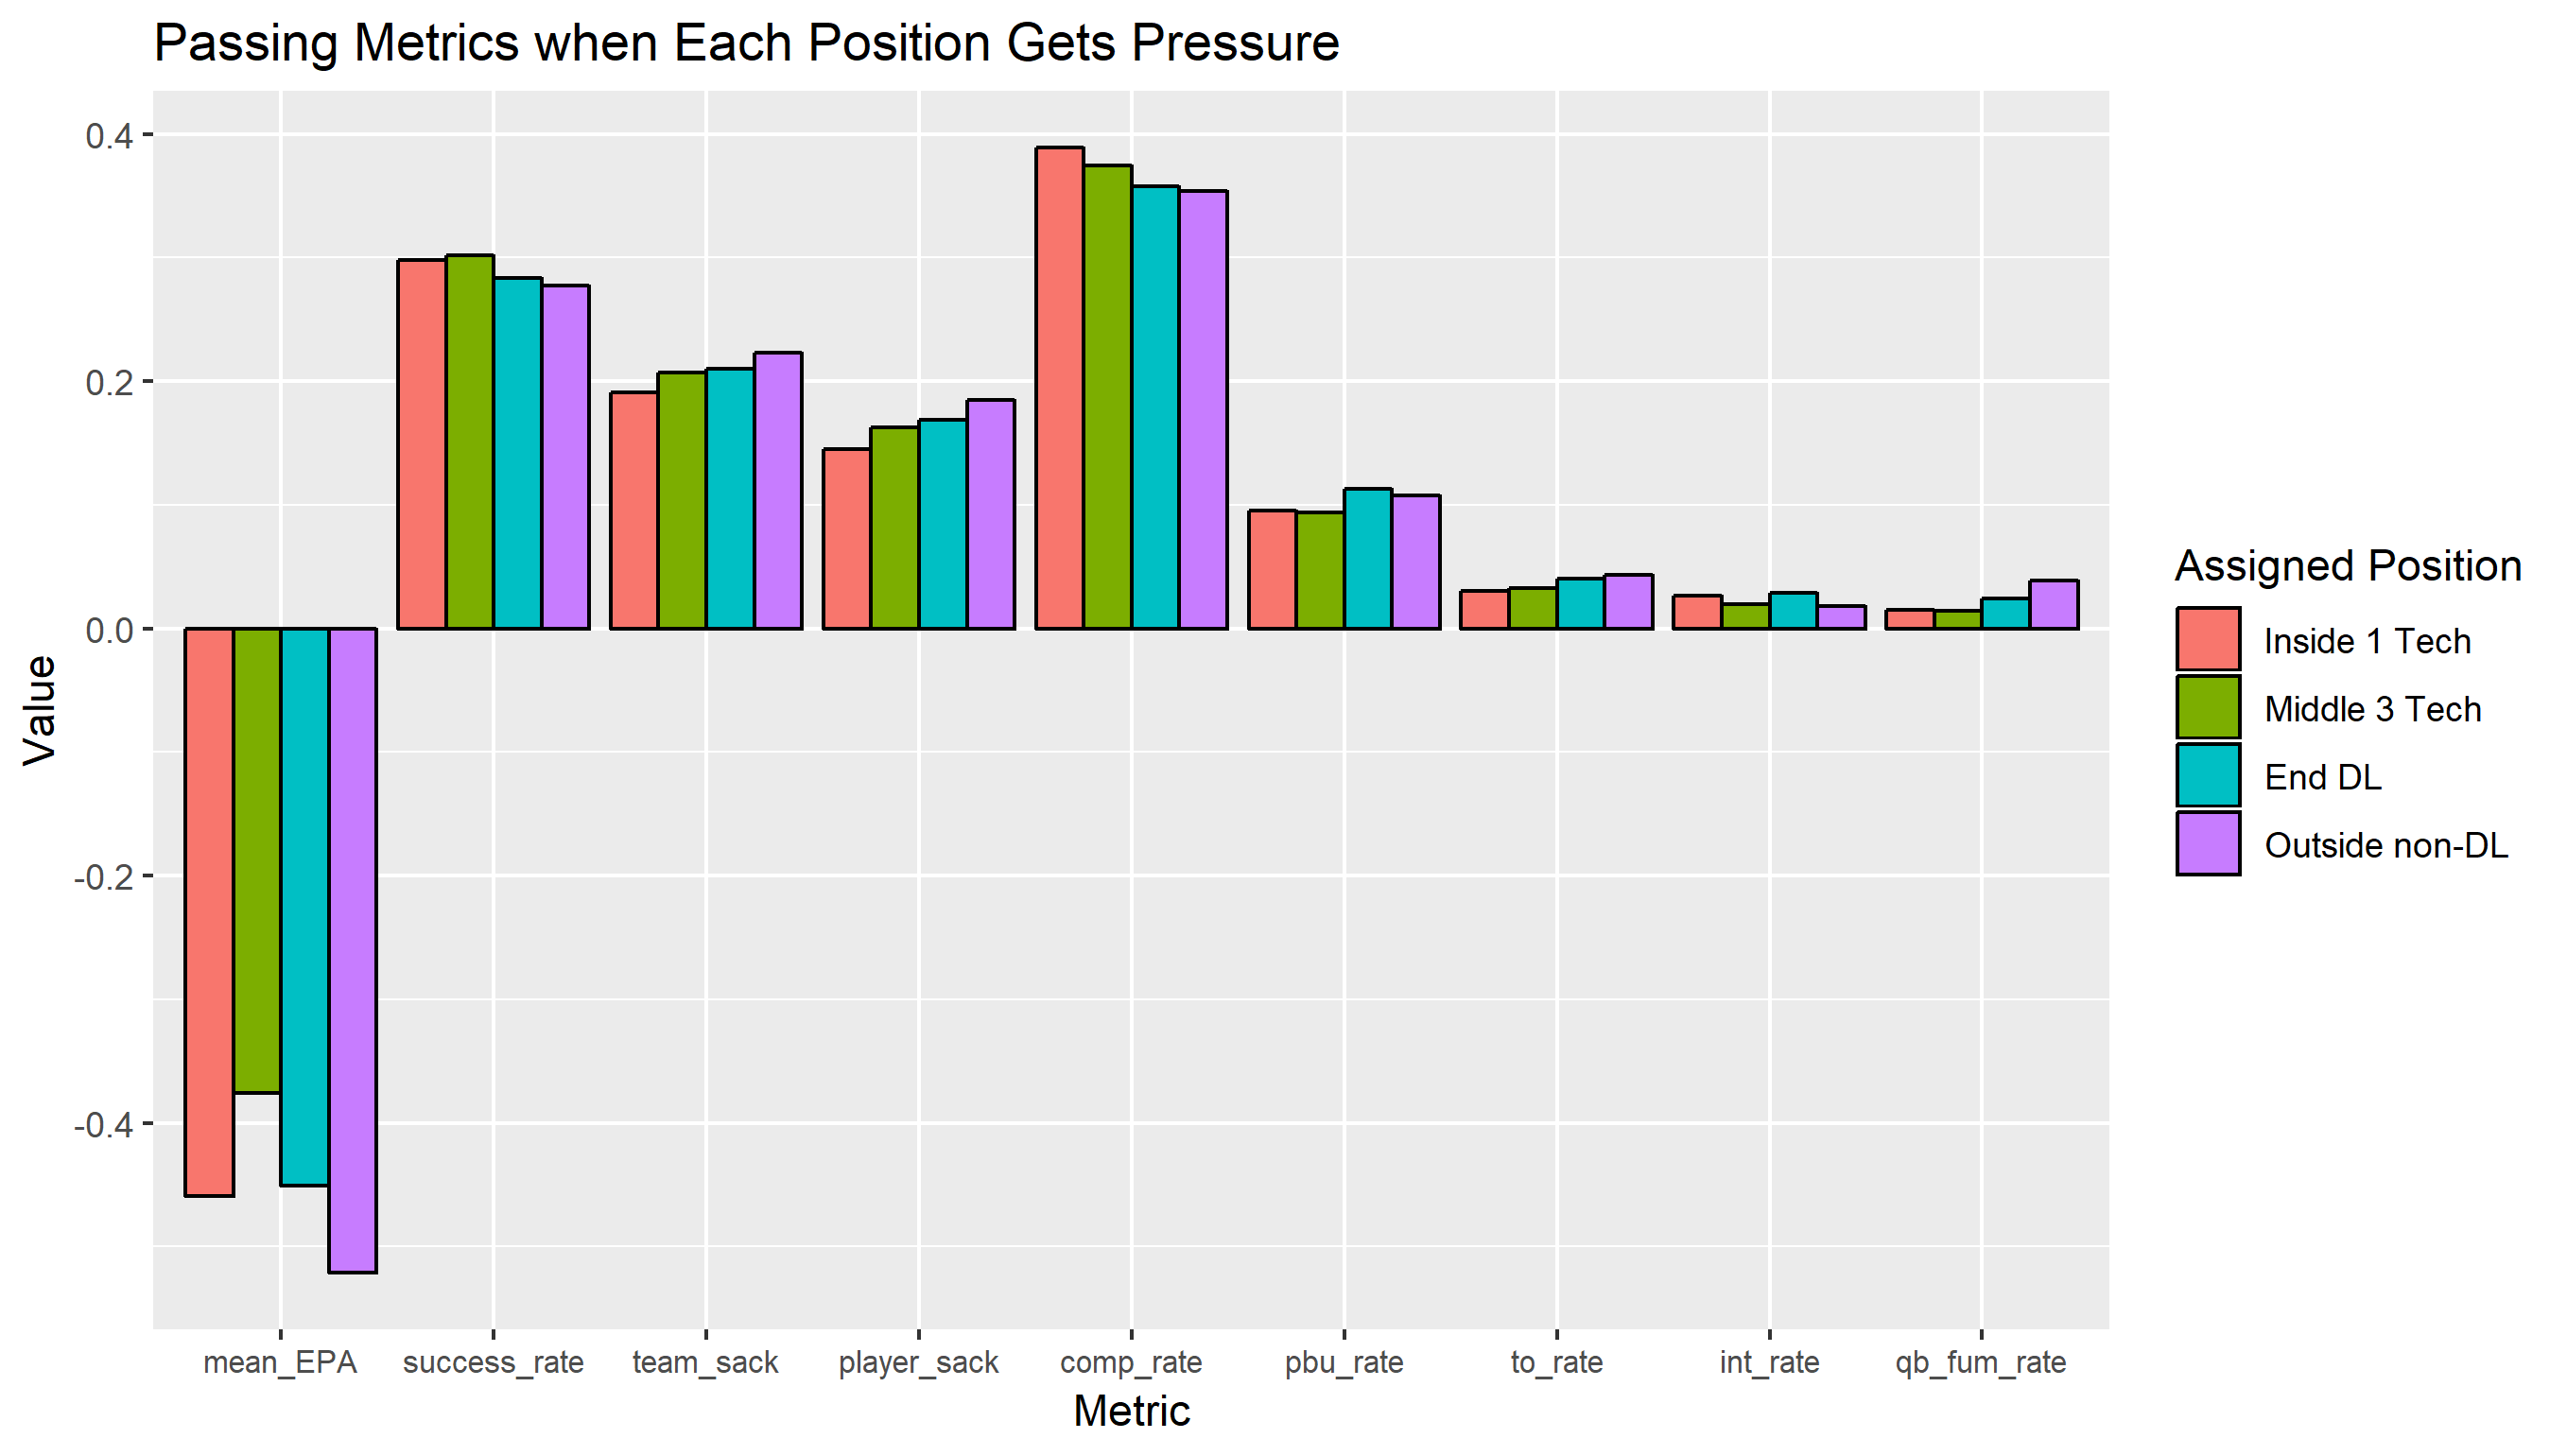 Passing Metrics when Each Position Gets Pressure
0.4
0.2
0.0
-0.2
-0.4
Value
mean_EPA success_rate team_sack player_sack comp_rate pbu_rate to_rate int_rate qb_fum_rate
Metric
Assigned Position
Inside 1 Tech
Middle 3 Tech
End DL
Outside non-DL